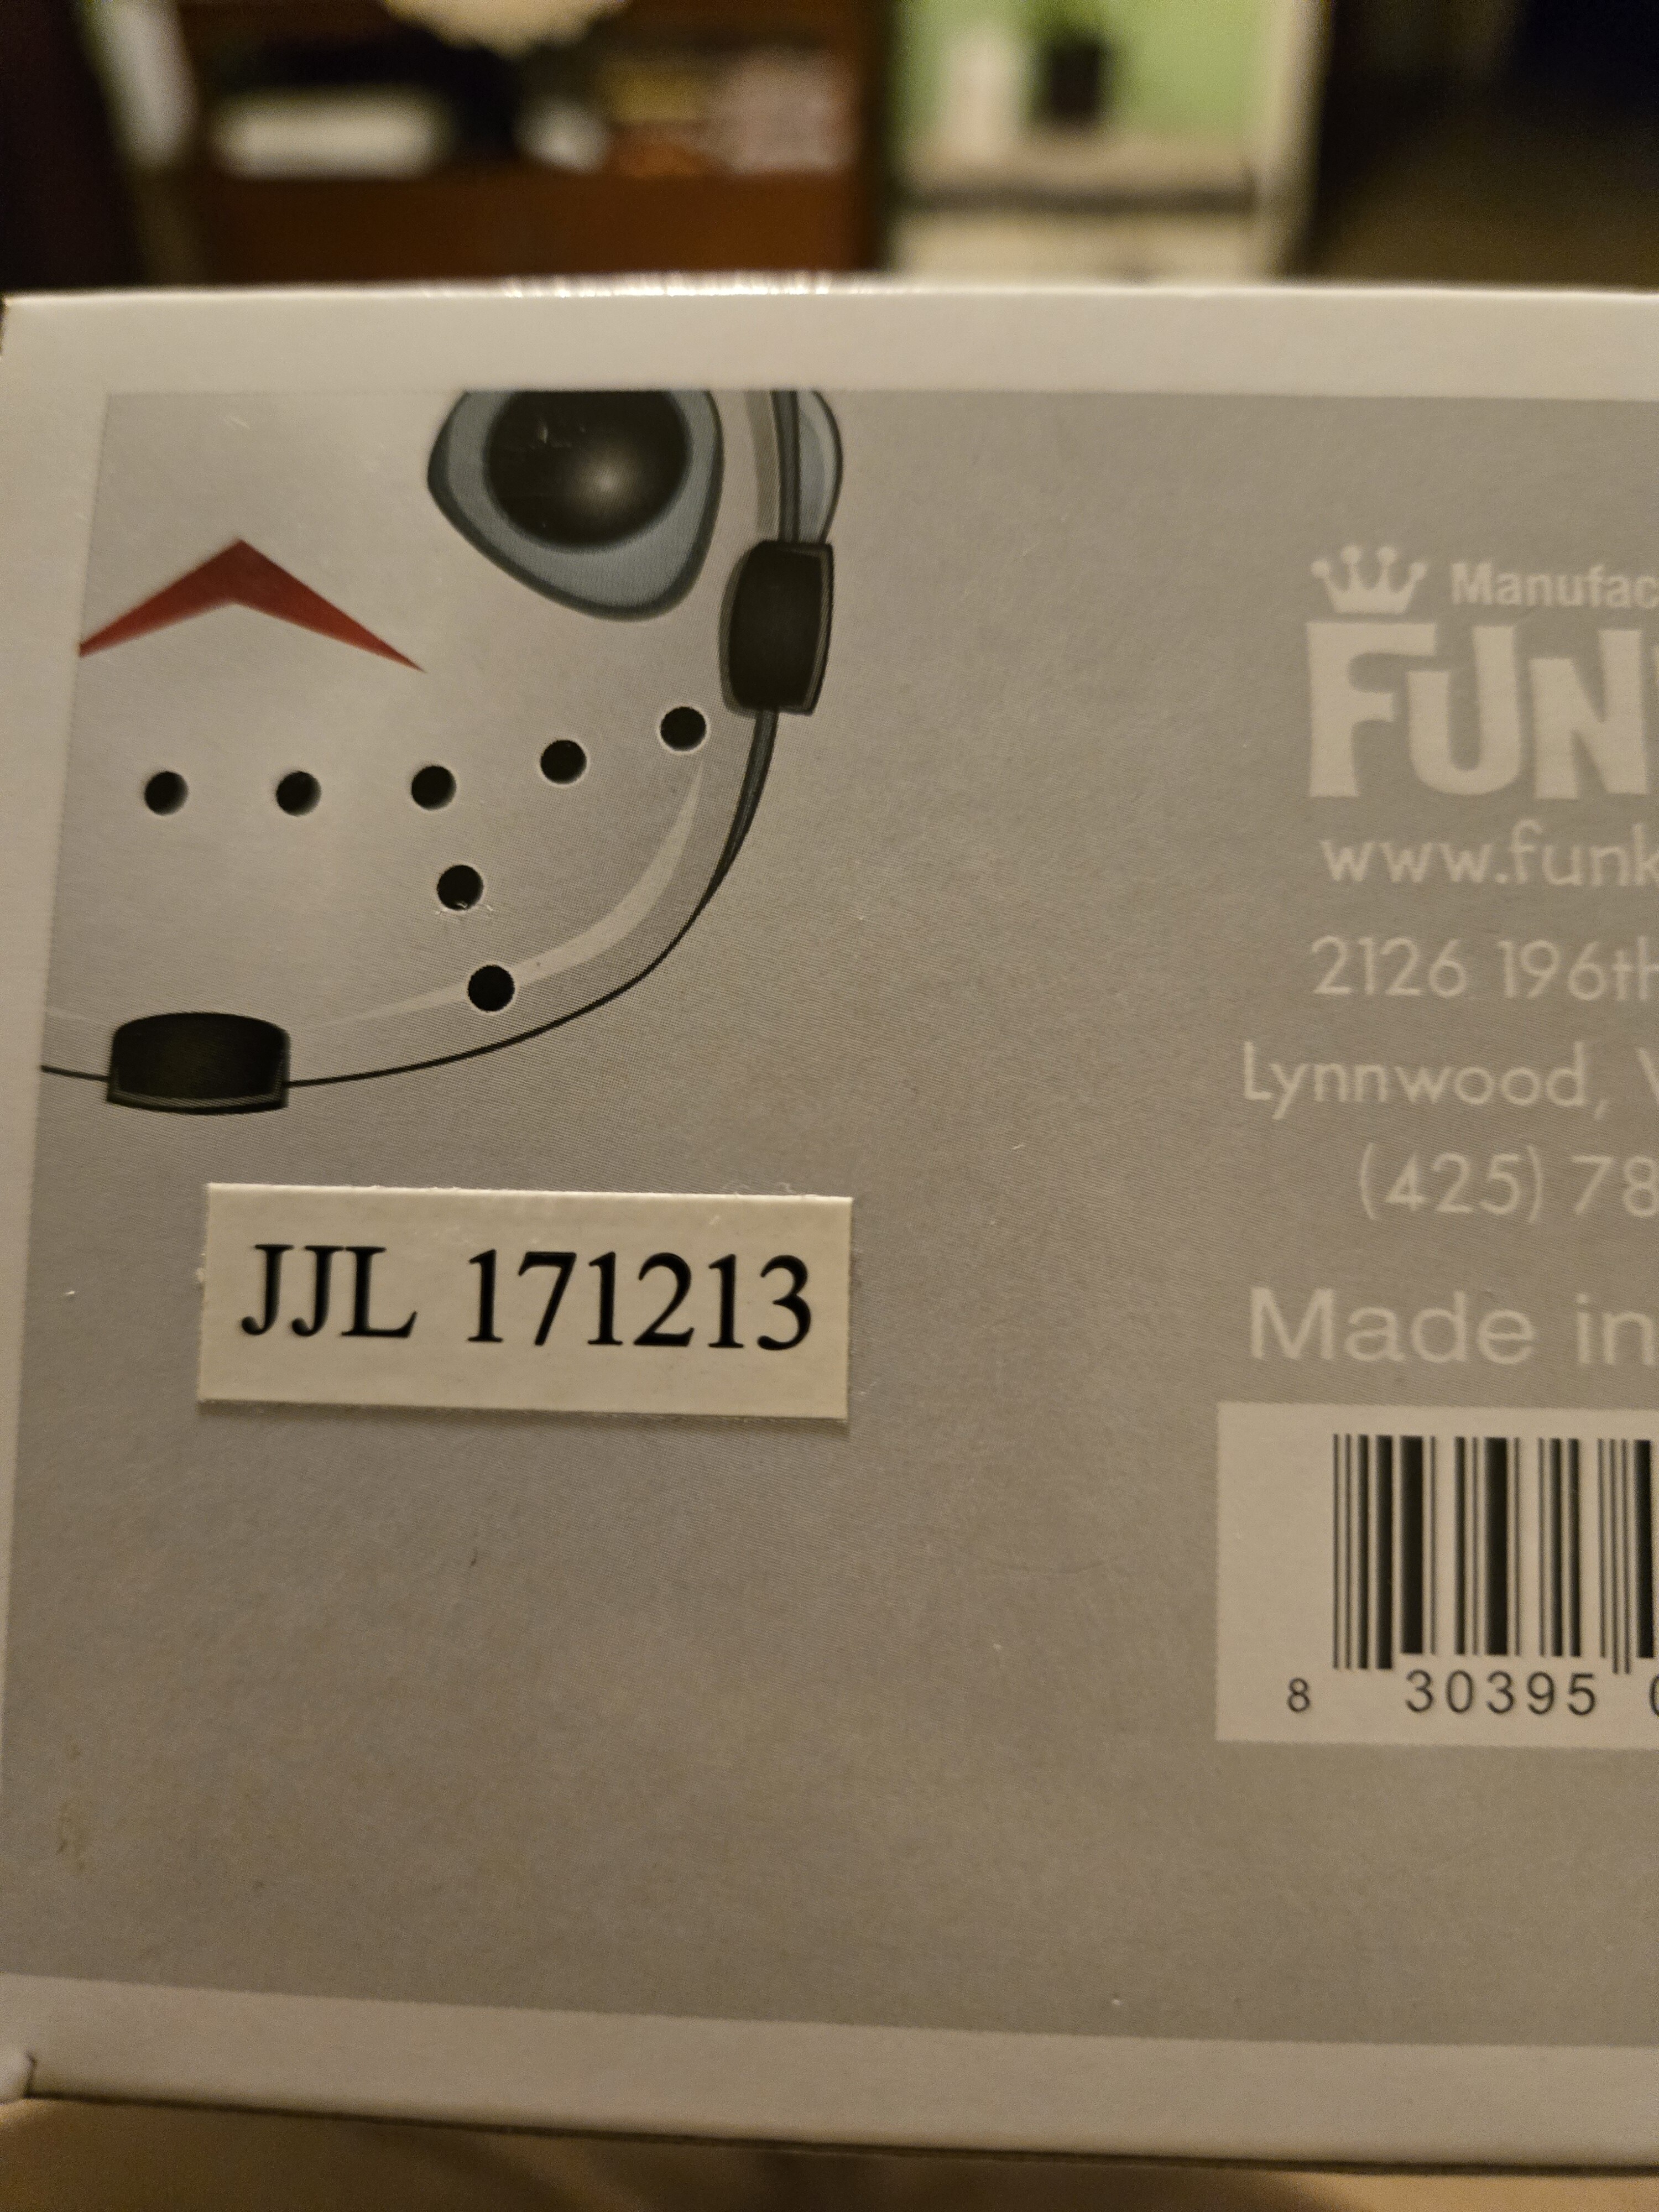 Manufac
FUN
www.funk
2126 196th
Lynnwood,
(425) 78
Made in
JJL 171213
8 30395